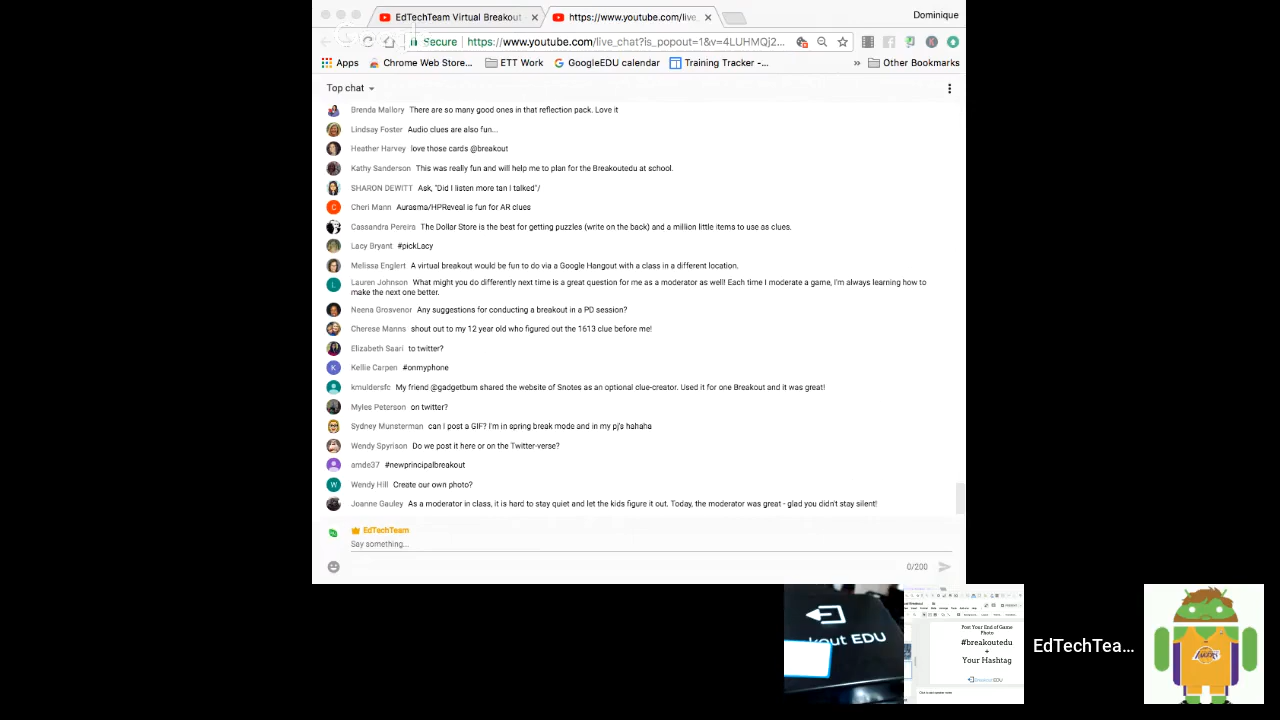 EdTechTeam Virtual Breakout -
https://www.youtube.com/live_
Dominique
Secure https://www.youtube.com/live_chat?is_popout=1&v=4LUHMQj2...
Apps Chrome Web Store... ETT Work GoogleEDU calendar Training Tracker -... » Other Bookmarks
Top chat
Brenda Mallory There are so many good ones in that reflection pack. Love it
Lindsay Foster Audio clues are also fun...
Heather Harvey love those cards @breakout
Kathy Sanderson This was really fun and will help me to plan for the Breakoutedu at school.
SHARON DEWITT Ask, "Did I listen more tan I talked"/
C Cheri Mann Aurasma/HPReveal is fun for AR clues
Cassandra Pereira The Dollar Store is the best for getting puzzles (write on the back) and a million little items to use as clues.
Lacy Bryant #pickLacy
Melissa Englert A virtual breakout would be fun to do via a Google Hangout with a class in a different location.
L Lauren Johnson What might you do differently next time is a great question for me as a moderator as well! Each time I moderate a game, I'm always learning how to
make the next one better.
Neena Grosvenor Any suggestions for conducting a breakout in a PD session?
Cherese Manns shout out to my 12 year old who figured out the 1613 clue before me!
Elizabeth Saari to twitter?
K Kellie Carpen #onmyphone
kmuldersfc My friend @gadgetbum shared the website of Snotes as an optional clue-creator. Used it for one Breakout and it was great!
Myles Peterson on twitter?
Sydney Munsterman can I post a GIF? I'm in spring break mode and in my pj's hahaha
Wendy Spyrison Do we post it here or on the Twitter-verse?
amde37 #newprincipalbreakout
W Wendy Hill Create our own photo?
Joanne Gauley As a moderator in class, it is hard to stay quiet and let the kids figure it out. Today, the moderator was great - glad you didn't stay silent!
EdTechTeam
Say something...
0/200
kout EDU
Post Your End of Game
Photo
#breakoutedu
+
Your Hashtag
breakoutEDU
Click to add speaker notes
EdTechTea...
LAKERS